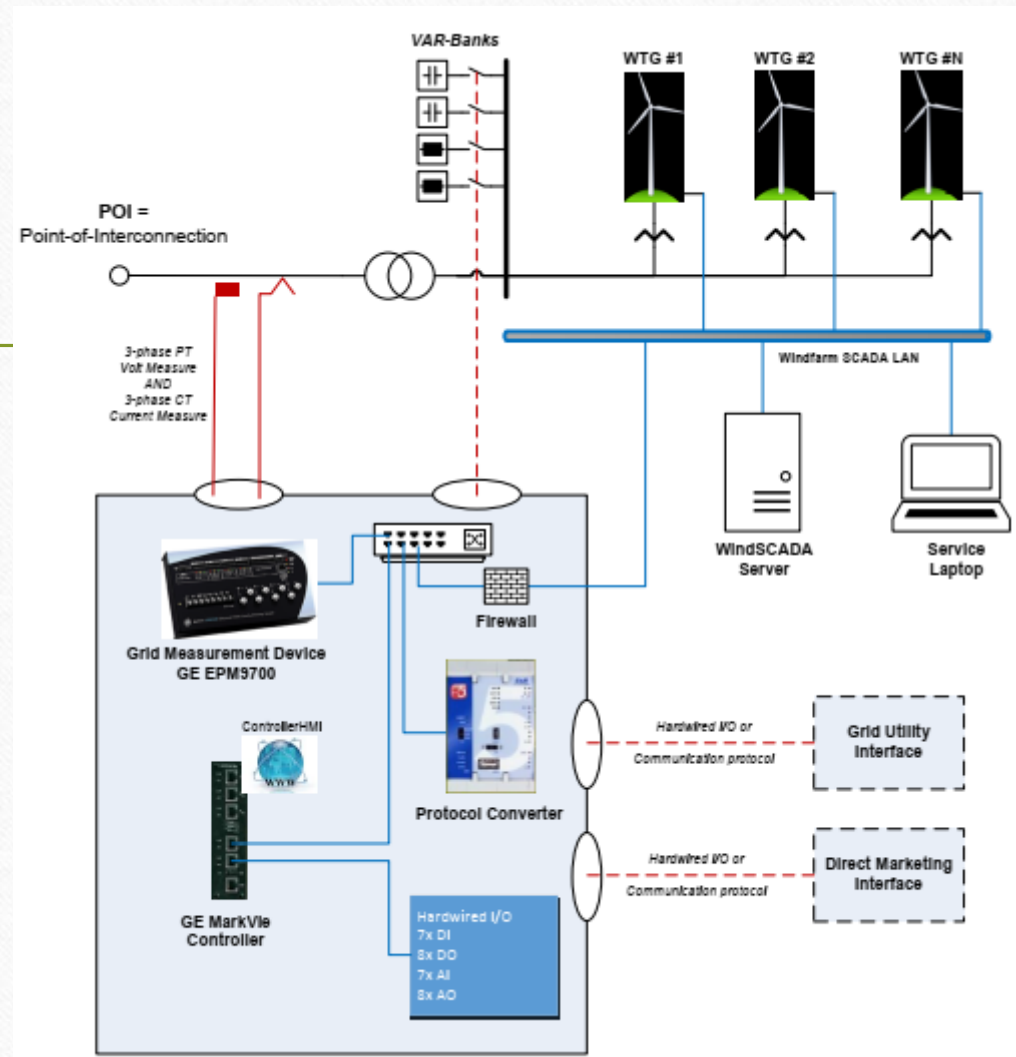 VAR-Banks
WTG #1
WTG #2
WTG #N
POI =
Point-of-Interconnection
3-phase PT
Volt Measure
AND
3-phase CT
Current Measure
Windfarm SCADA LAN
WindSCADA
Server
Service
Laptop
Firewall
Grid Measurement Device
GE EPM9700
ControllerHMI
WWW
5
Protocol Converter
Hardwired I/O or
Communication protocol
Grid Utility
Interface
Hardwired I/O or
Communication protocol
Direct Marketing
Interface
GE MarkVIe
Controller
Hardwired I/O
7x DI
8x DO
7x AI
8x AO